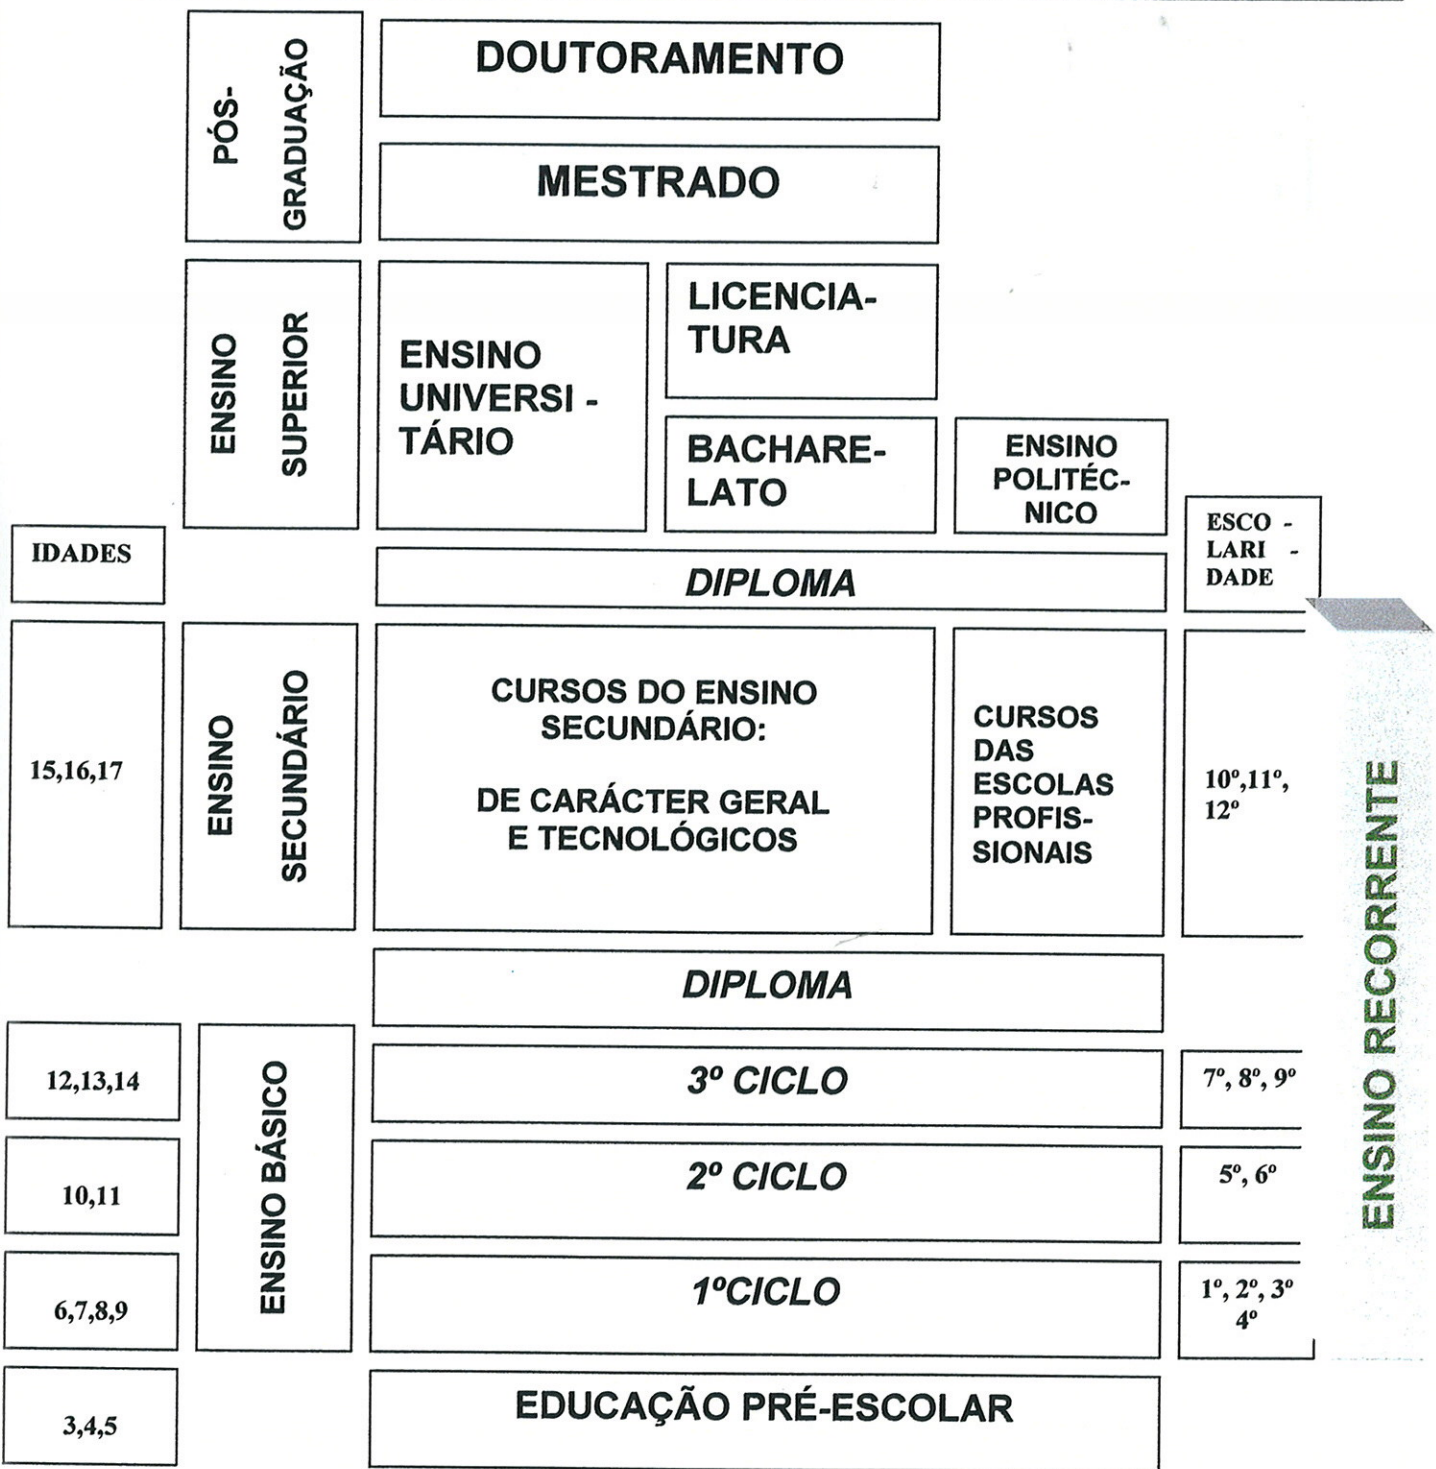 PÓS-
GRADUAÇÃO
DOUTORAMENTO
MESTRADO
ENSINO
SUPERIOR
ENSINO
UNIVERSI -
TÁRIO
LICENCIA-
TURA
BACHARE-
LATO
ENSINO
POLITÉC-
NICO
IDADES
DIPLOMA
ESCO -
LARI -
DADE
15,16,17
ENSINO
SECUNDÁRIO
CURSOS DO ENSINO
SECUNDÁRIO:
DE CARÁCTER GERAL
E TECNOLÓGICOS
CURSOS
DAS
ESCOLAS
PROFIS-
SIONAIS
10º,11º,
12º
ENSINO RECORRENTE
DIPLOMA
12,13,14
ENSINO BÁSICO
3º CICLO
7º, 8º, 9º
10,11
2º CICLO
5º, 6º
6,7,8,9
1ºCICLO
1º, 2º, 3º
4º
3,4,5
EDUCAÇÃO PRÉ-ESCOLAR